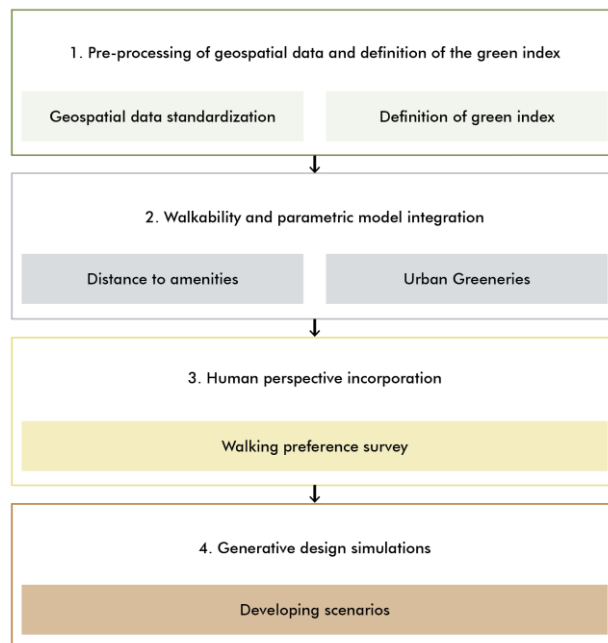 1. Pre-processing of geospatial data and definition of the green index
Geospatial data standardization
Definition of green index
2. Walkability and parametric model integration
Distance to amenities
Urban Greeneries
3. Human perspective incorporation
Walking preference survey
4. Generative design simulations
Developing scenarios